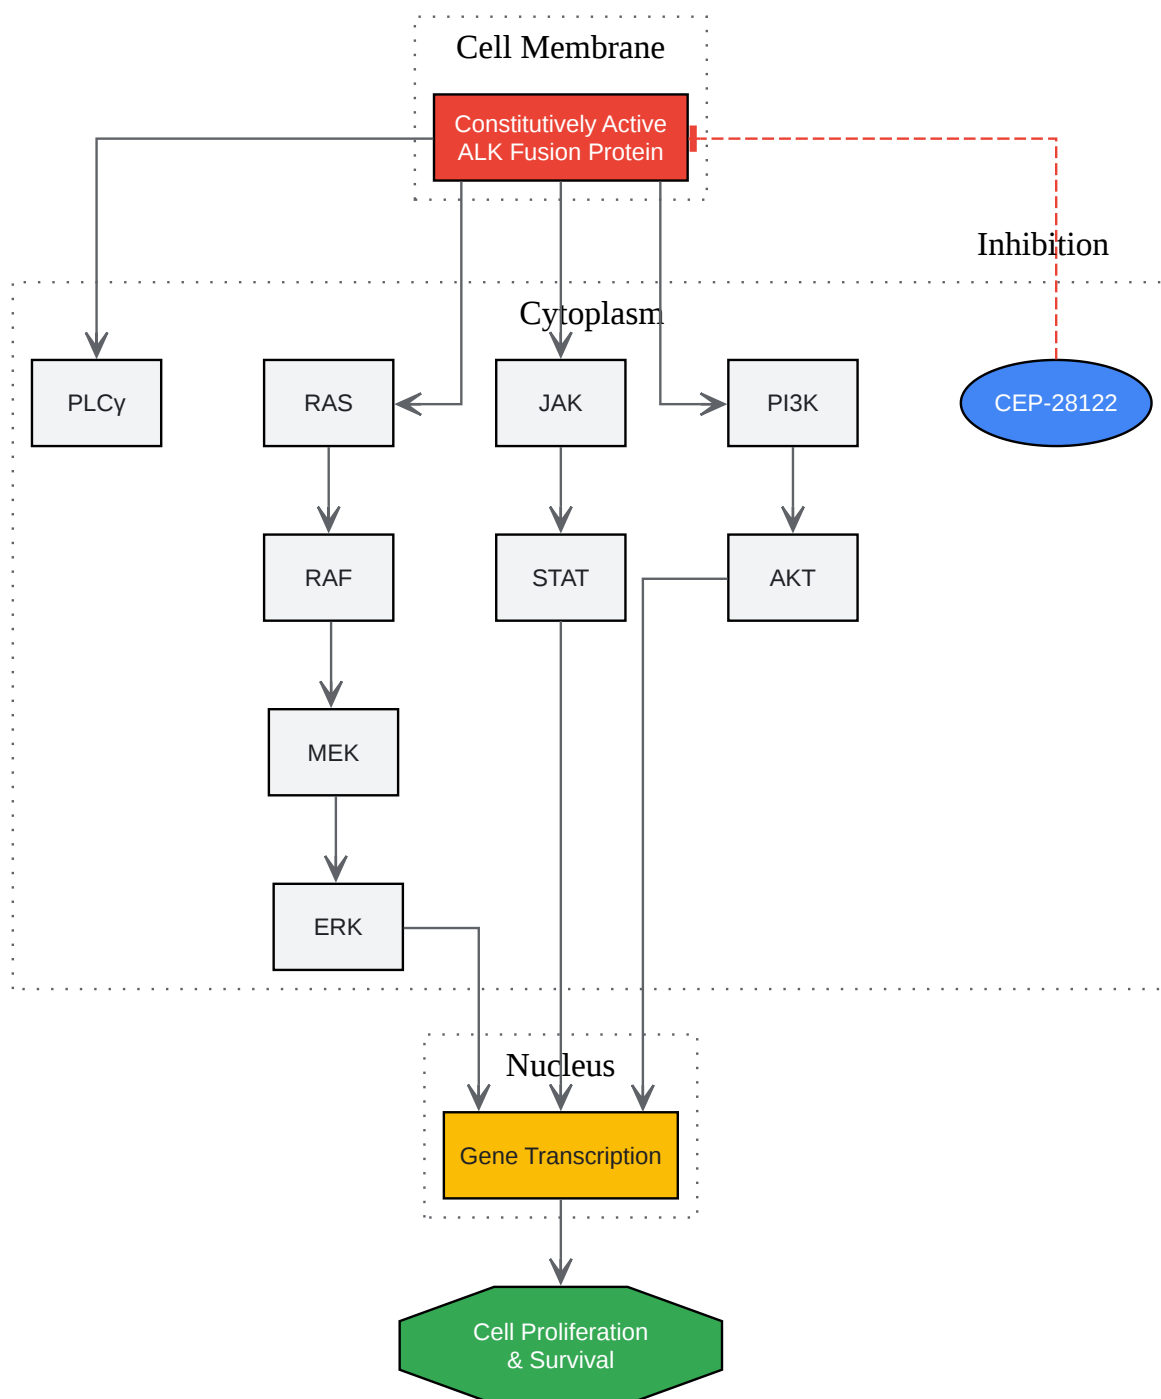 Cell Membrane
Constitutively Active
ALK Fusion Protein
Inhibition
Cytoplasm
PLCγ
RAS
JAK
PI3K
CEP-28122
RAF
STAT
AKT
MEK
ERK
Nucleus
Gene Transcription
Cell Proliferation
& Survival